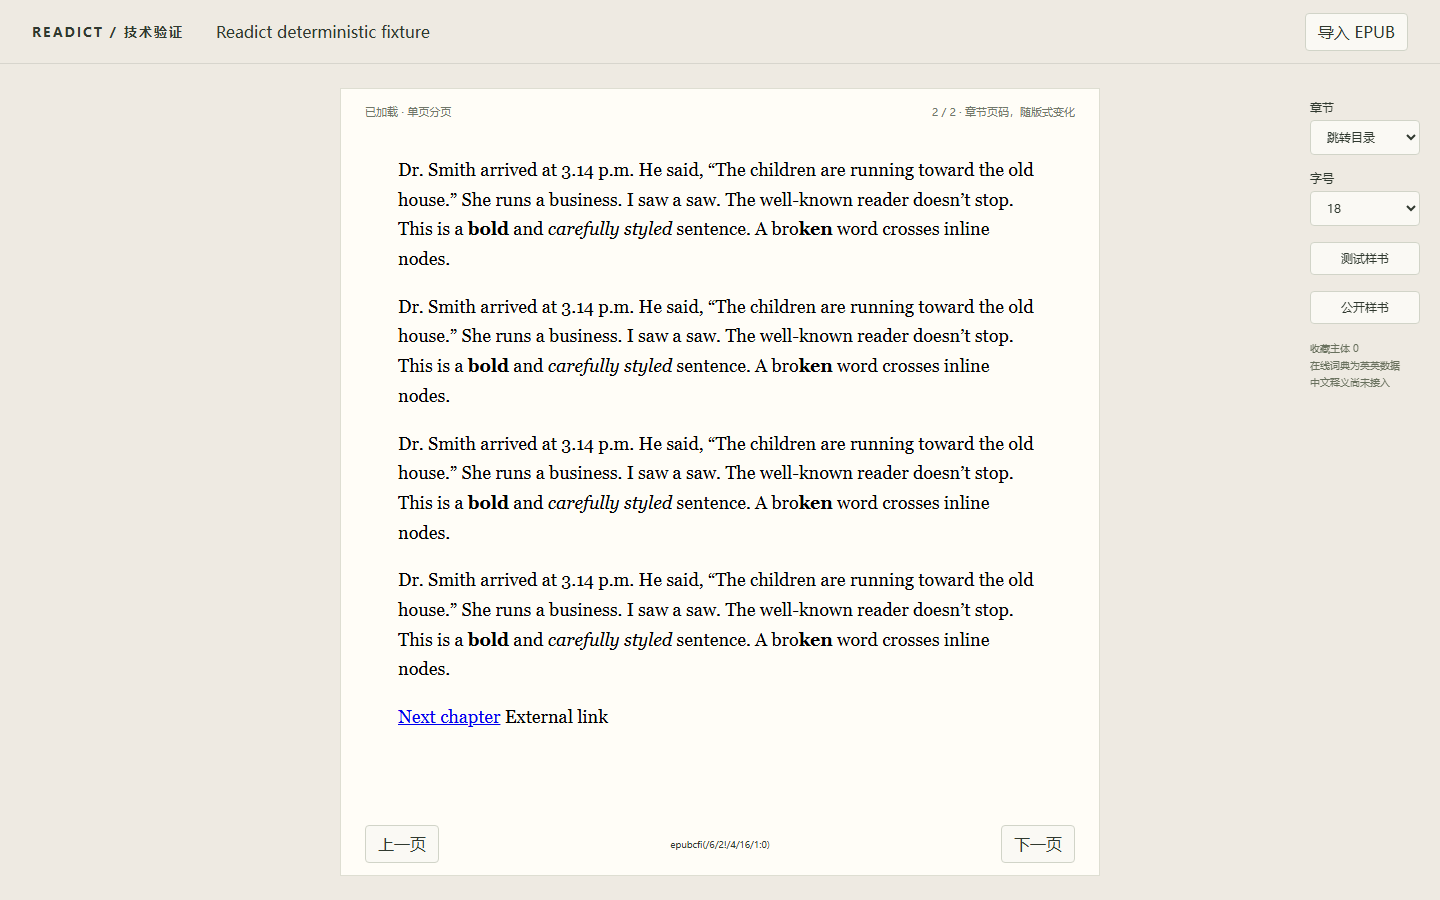 READICT / 技术验证
Readict deterministic fixture
导入 EPUB
已加载 · 单页分页
2 / 2 · 章节页码，随版式变化
Dr. Smith arrived at 3.14 p.m. He said, “The children are running toward the old
house.” She runs a business. I saw a saw. The well-known reader doesn’t stop.
This is a bold and carefully styled sentence. A broken word crosses inline
nodes.
Dr. Smith arrived at 3.14 p.m. He said, “The children are running toward the old
house.” She runs a business. I saw a saw. The well-known reader doesn’t stop.
This is a bold and carefully styled sentence. A broken word crosses inline
nodes.
Dr. Smith arrived at 3.14 p.m. He said, “The children are running toward the old
house.” She runs a business. I saw a saw. The well-known reader doesn’t stop.
This is a bold and carefully styled sentence. A broken word crosses inline
nodes.
Dr. Smith arrived at 3.14 p.m. He said, “The children are running toward the old
house.” She runs a business. I saw a saw. The well-known reader doesn’t stop.
This is a bold and carefully styled sentence. A broken word crosses inline
nodes.
Next chapter External link
上一页
epubcfi(/6/2!/4/16/1:0)
下一页
章节
跳转目录
字号
18
测试样书
公开样书
收藏主体 0
在线词典为英英数据
中文释义尚未接入